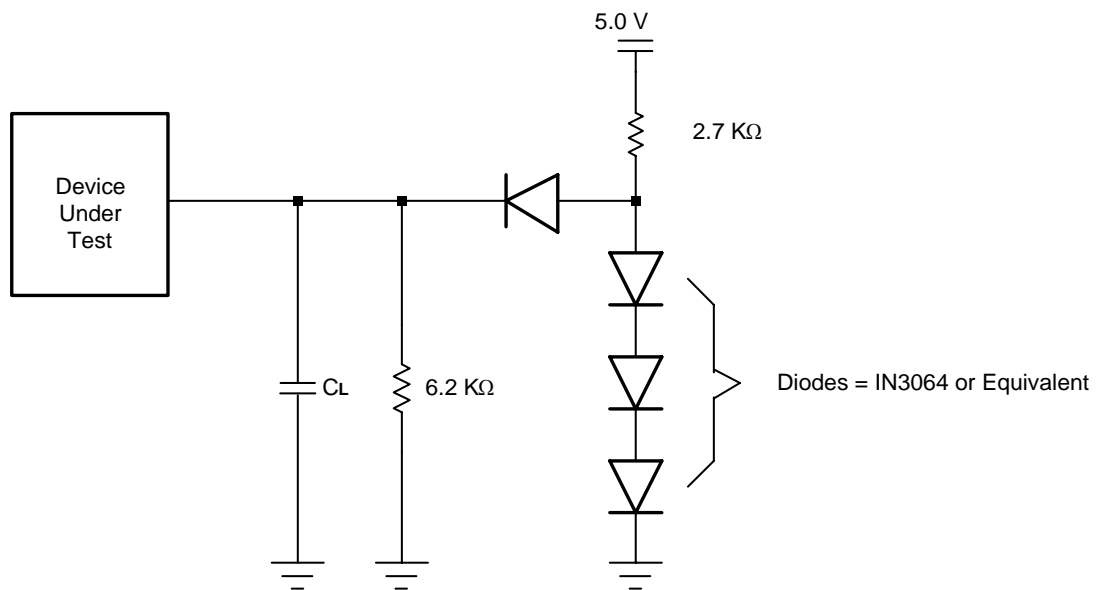 5.0 V
2.7 KΩ
Device
Under
Test
CL
6.2 KΩ
Diodes = IN3064 or Equivalent